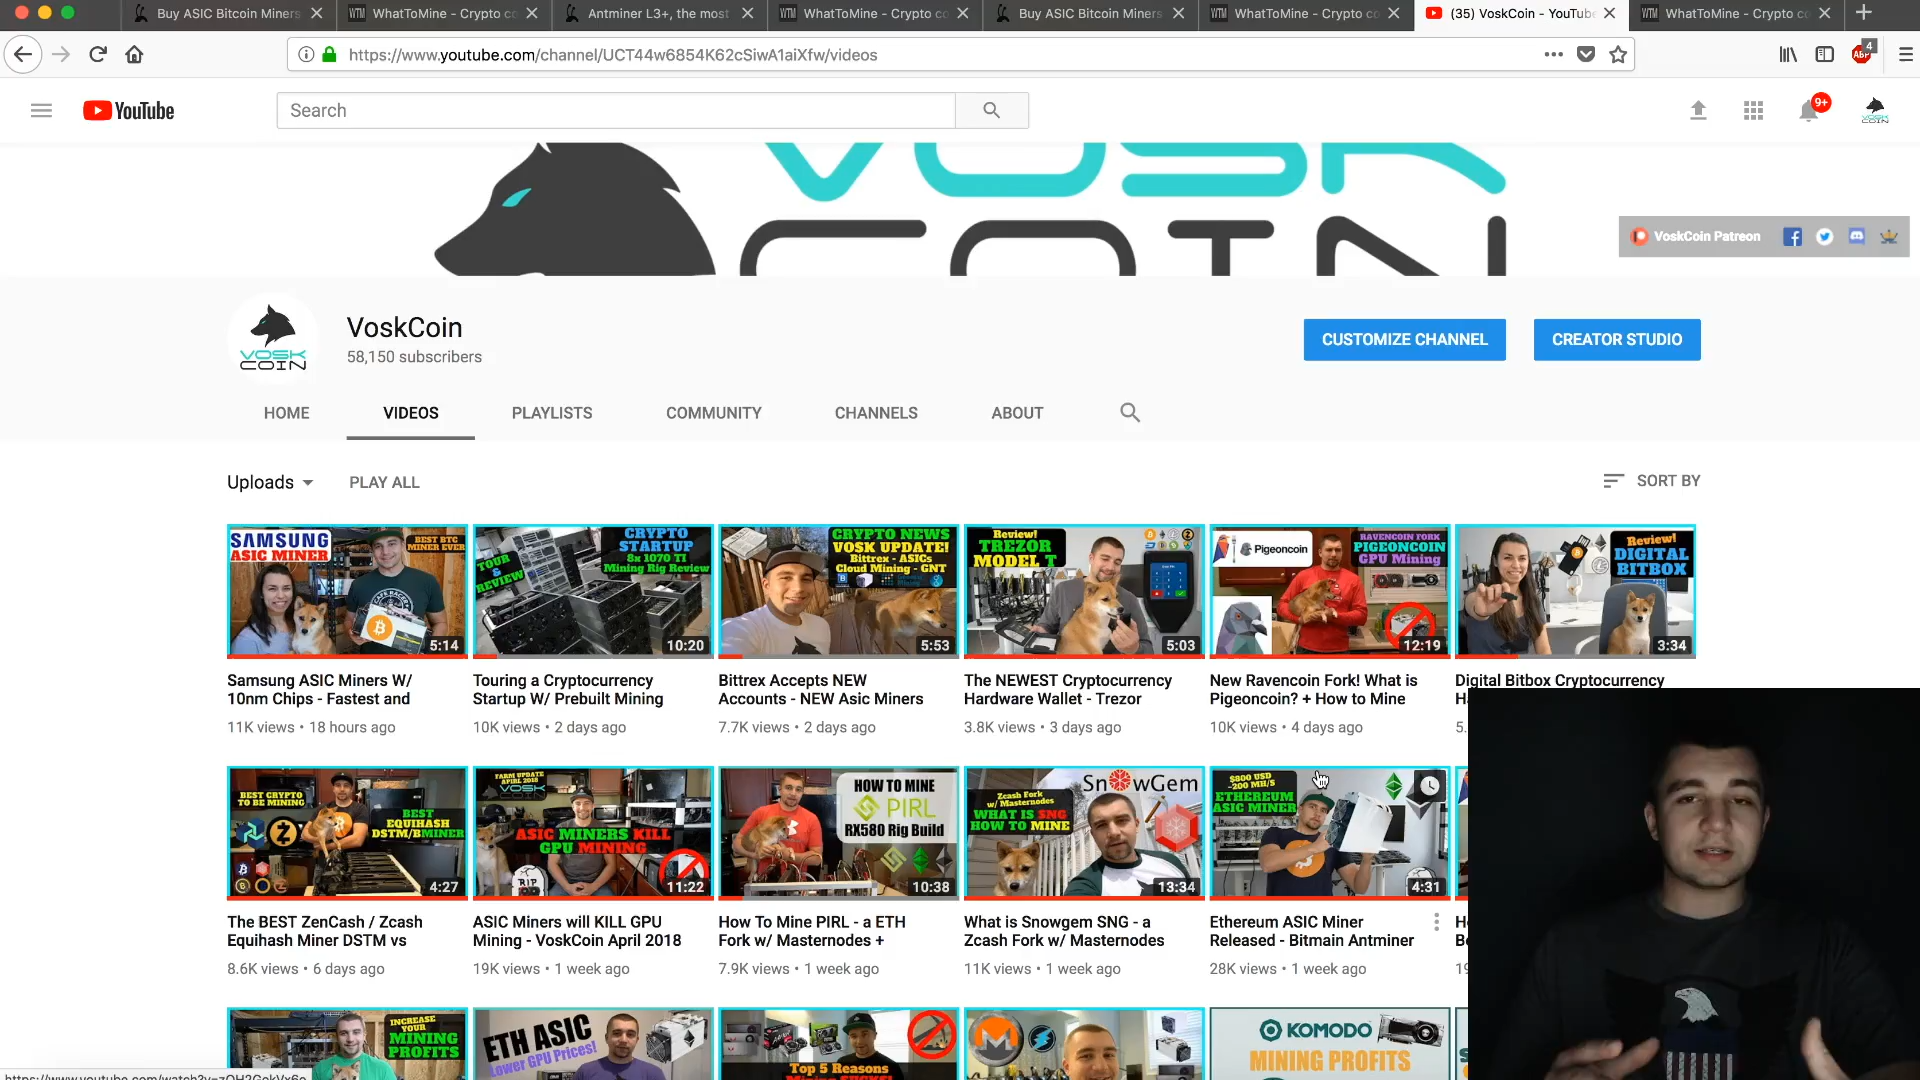 Buy ASIC Bitcoin Miners
WhatToMine - Crypto co
Antminer L3+, the most
WhatToMine - Crypto co
Buy ASIC Bitcoin Miners
WhatToMine - Crypto co
(35) VoskCoin - YouTube
WhatToMine - Crypto co
https://www.youtube.com/channel/UCT44w6854K62cSiwA1aiXfw/videos
ABP
4
YouTube
Search
9+
VOSK
COIN
VoskCoin Patreon
VOSK
COIN
VoskCoin
58,150 subscribers
CUSTOMIZE CHANNEL
CREATOR STUDIO
HOME
VIDEOS
PLAYLISTS
COMMUNITY
CHANNELS
ABOUT
Uploads
PLAY ALL
SORT BY
SAMSUNG
ASIC MINER
BEST BTC
MINER EVER
5:14
TOUR
&
REVIEW
CRYPTO
STARTUP
8x 1070 TI
Mining Rig Review
10:20
CRYPTO NEWS
VOSK UPDATE!
Bittrex - ASICs
Cloud Mining - GNT
5:53
Review!
TREZOR
MODEL T
5:03
Pigeoncoin
RAVENCOIN FORK
PIGEONCOIN
GPU Mining
12:19
Review!
DIGITAL
BITBOX
3:34
Samsung ASIC Miners W/
10nm Chips - Fastest and
11K views • 18 hours ago
Touring a Cryptocurrency
Startup W/ Prebuilt Mining
10K views • 2 days ago
Bittrex Accepts NEW
Accounts - NEW Asic Miners
7.7K views • 2 days ago
The NEWEST Cryptocurrency
Hardware Wallet - Trezor
3.8K views • 3 days ago
New Ravencoin Fork! What is
Pigeoncoin? + How to Mine
10K views • 4 days ago
Digital Bitbox Cryptocurrency
BEST CRYPTO
TO BE MINING
BEST
EQUIHASH
DSTM/BMINER
4:27
FARM UPDATE
APRIL 2018
VOSK
ASIC MINERS KILL
GPU MINING
RIP
11:22
HOW TO MINE
PIRL
RX580 Rig Build
10:38
SnowGem
Zcash Fork
w/ Masternodes
WHAT IS SNG
HOW TO MINE
13:34
$800 USD
~200 MH/S
ETHEREUM
ASIC MINER
4:31
The BEST ZenCash / Zcash
Equihash Miner DSTM vs
8.6K views • 6 days ago
ASIC Miners will KILL GPU
Mining - VoskCoin April 2018
19K views • 1 week ago
How To Mine PIRL - a ETH
Fork w/ Masternodes +
7.9K views • 1 week ago
What is Snowgem SNG - a
Zcash Fork w/ Masternodes
11K views • 1 week ago
Ethereum ASIC Miner
Released - Bitmain Antminer
28K views • 1 week ago
INCREASE
YOUR
MINING
PROFITS
ETH ASIC
Lower GPU Prices!
Top 5 Reasons
KOMODO
MINING PROFITS